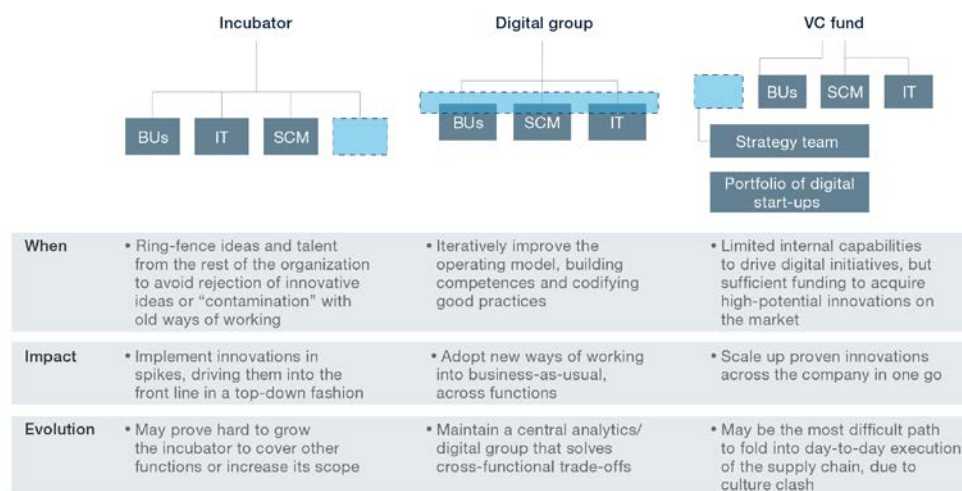 Incubator
Digital group
VC fund
BUs
IT
SCM
BUs
SCM
IT
BUs
SCM
IT
Strategy team
Portfolio of digital
start-ups
When
• Ring-fence ideas and talent
from the rest of the organization
to avoid rejection of innovative
ideas or “contamination” with
old ways of working
• Iteratively improve the
operating model, building
competences and codifying
good practices
• Limited internal capabilities
to drive digital initiatives, but
sufficient funding to acquire
high-potential innovations on
the market
Impact
• Implement innovations in
spikes, driving them into the
front line in a top-down fashion
• Adopt new ways of working
into business-as-usual,
across functions
• Scale up proven innovations
across the company in one go
Evolution
• May prove hard to grow
the incubator to cover other
functions or increase its scope
• Maintain a central analytics/
digital group that solves
cross-functional trade-offs
• May be the most difficult path
to fold into day-to-day execution
of the supply chain, due to
culture clash